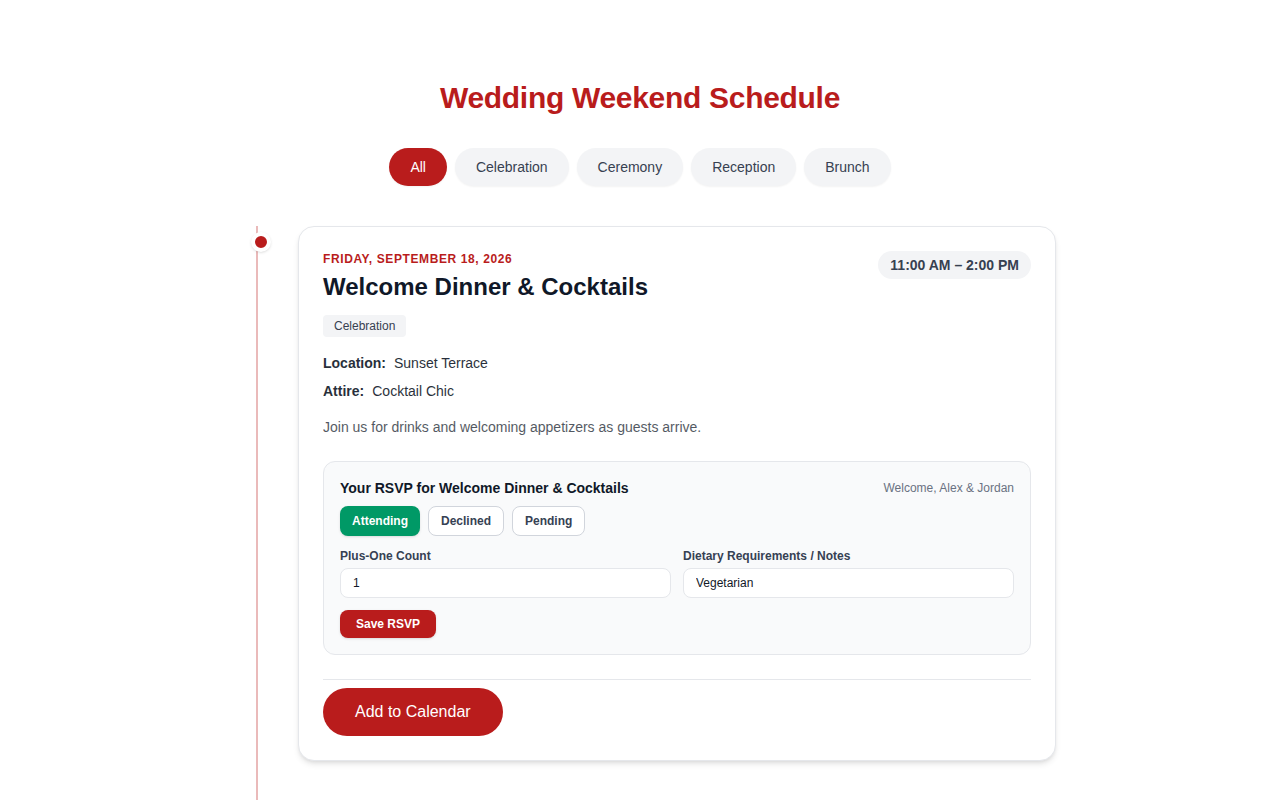 Wedding Weekend Schedule
All
Celebration
Ceremony
Reception
Brunch
FRIDAY, SEPTEMBER 18, 2026
11:00 AM – 2:00 PM
Welcome Dinner & Cocktails
Celebration
Location: Sunset Terrace
Attire: Cocktail Chic
Join us for drinks and welcoming appetizers as guests arrive.
Your RSVP for Welcome Dinner & Cocktails
Welcome, Alex & Jordan
Attending
Declined
Pending
Plus-One Count
Dietary Requirements / Notes
1
Vegetarian
Save RSVP
Add to Calendar